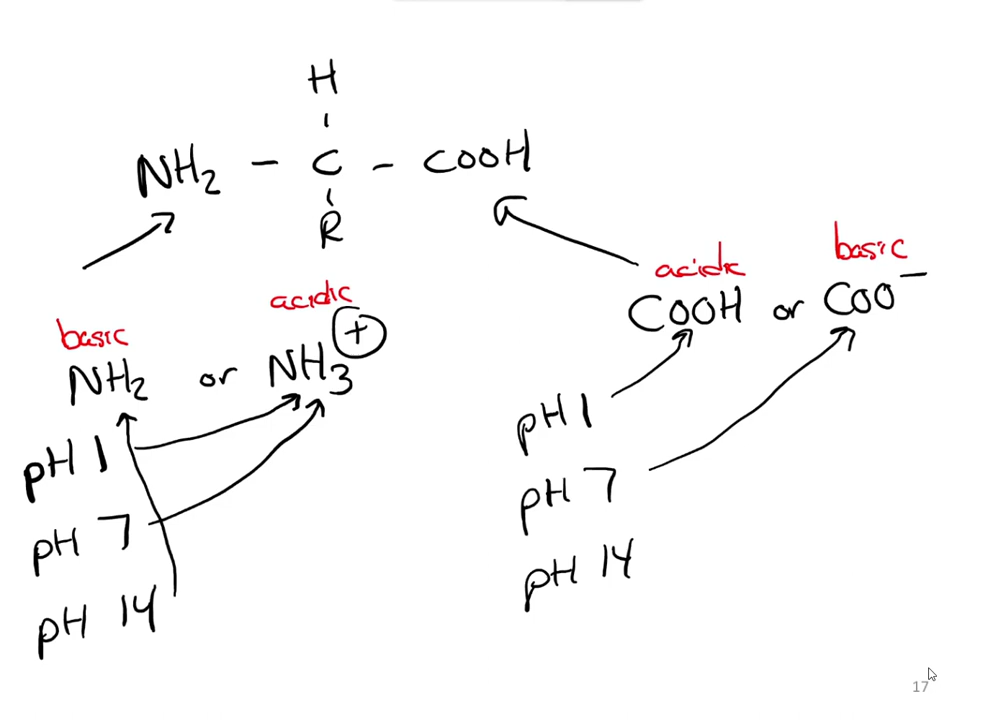 H
NH2 - C - COOH
R
acidic basic
COOH or COO−
basic acidic
NH2 or NH3 +
pH 1
pH 7
pH 14
pH 1
pH 7
pH 14
17